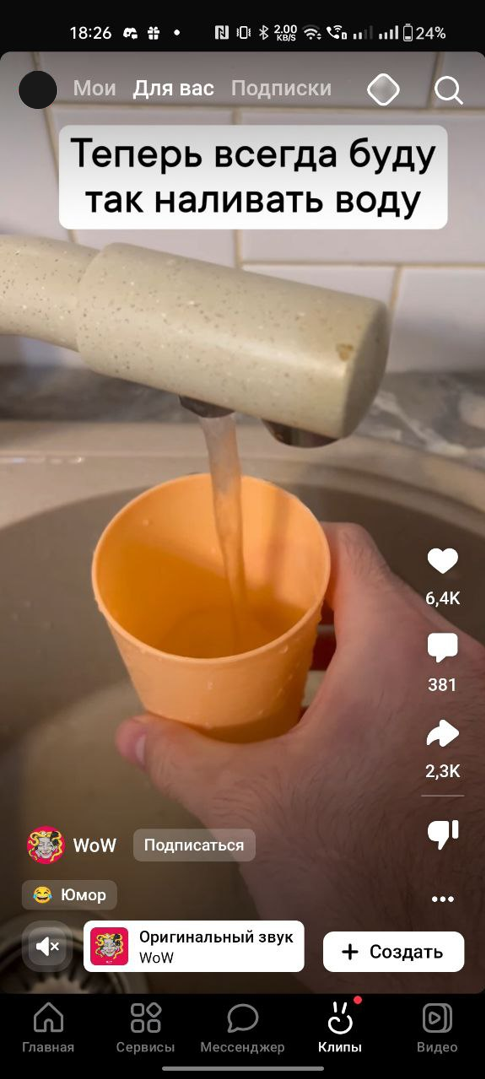 18:26
2.00
KB/S
24%
Мои Для вас Подписки
Теперь всегда буду
так наливать воду
6,4K
381
2,3K
WoW Подписаться
Юмор
Оригинальный звук
WoW
+ Создать
Главная Сервисы Мессенджер Клипы Видео